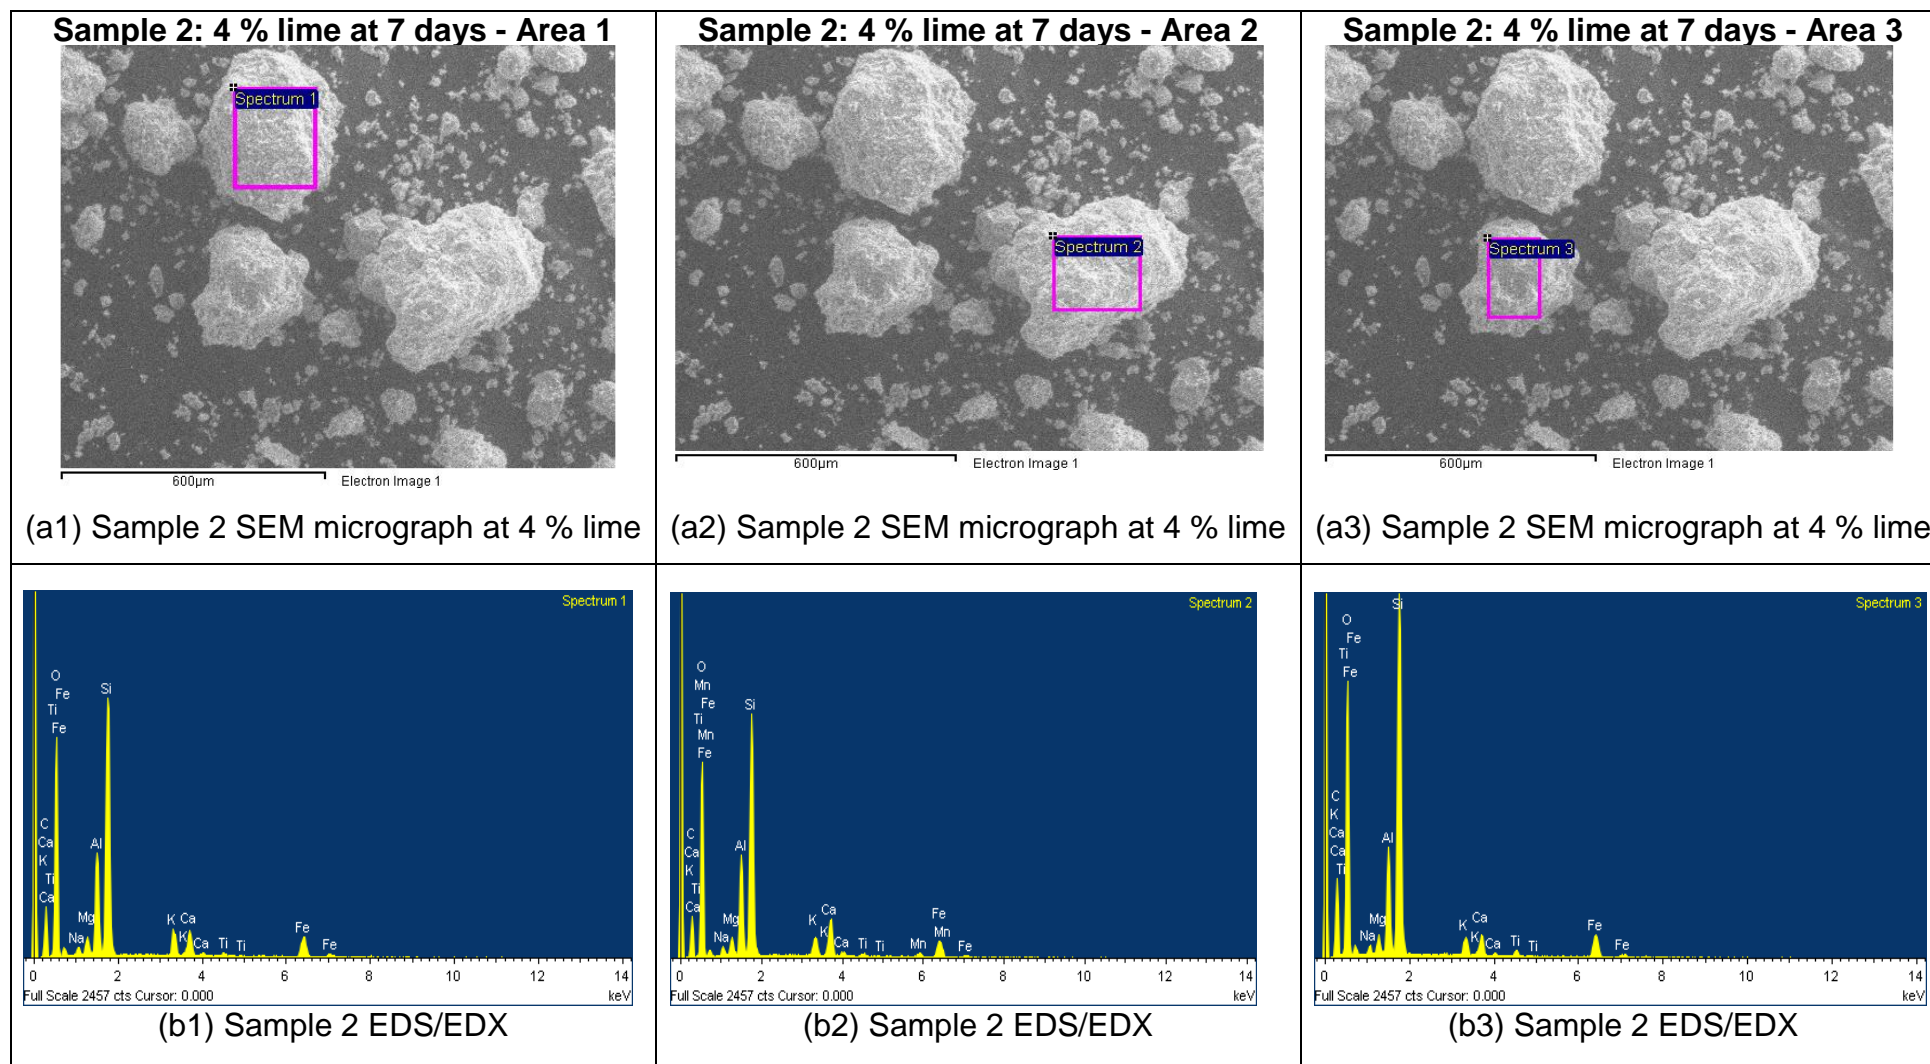 Sample 2: 4 % lime at 7 days - Area 1
Spectrum 1
600µm
Electron Image 1
(a1) Sample 2 SEM micrograph at 4 % lime
Sample 2: 4 % lime at 7 days - Area 2
Spectrum 2
600µm
Electron Image 1
(a2) Sample 2 SEM micrograph at 4 % lime
Sample 2: 4 % lime at 7 days - Area 3
Spectrum 3
600µm
Electron Image 1
(a3) Sample 2 SEM micrograph at 4 % lime
Spectrum 1
O
Fe
Ti
Fe
Si
C
Ca
K
Ti
Ca
Al
Mg
Na
K
Ca
K
Ca
Ti
Ti
Fe
Fe
0 2 4 6 8 10 12 14
Full Scale 2457 cts Cursor: 0.000
keV
(b1) Sample 2 EDS/EDX
Spectrum 2
O
Mn
Fe
Ti
Mn
Fe
Si
C
Ca
K
Ti
Ca
Al
Mg
Na
K
Ca
K
Ca
Ti
Ti
Mn
Fe
Mn
Fe
0 2 4 6 8 10 12 14
Full Scale 2457 cts Cursor: 0.000
keV
(b2) Sample 2 EDS/EDX
Spectrum 3
Si
O
Fe
Ti
Fe
C
K
Ca
Ca
Ti
Al
Mg
Na
K
Ca
K
Ca
Ti
Ti
Fe
Fe
0 2 4 6 8 10 12 14
Full Scale 2457 cts Cursor: 0.000
keV
(b3) Sample 2 EDS/EDX